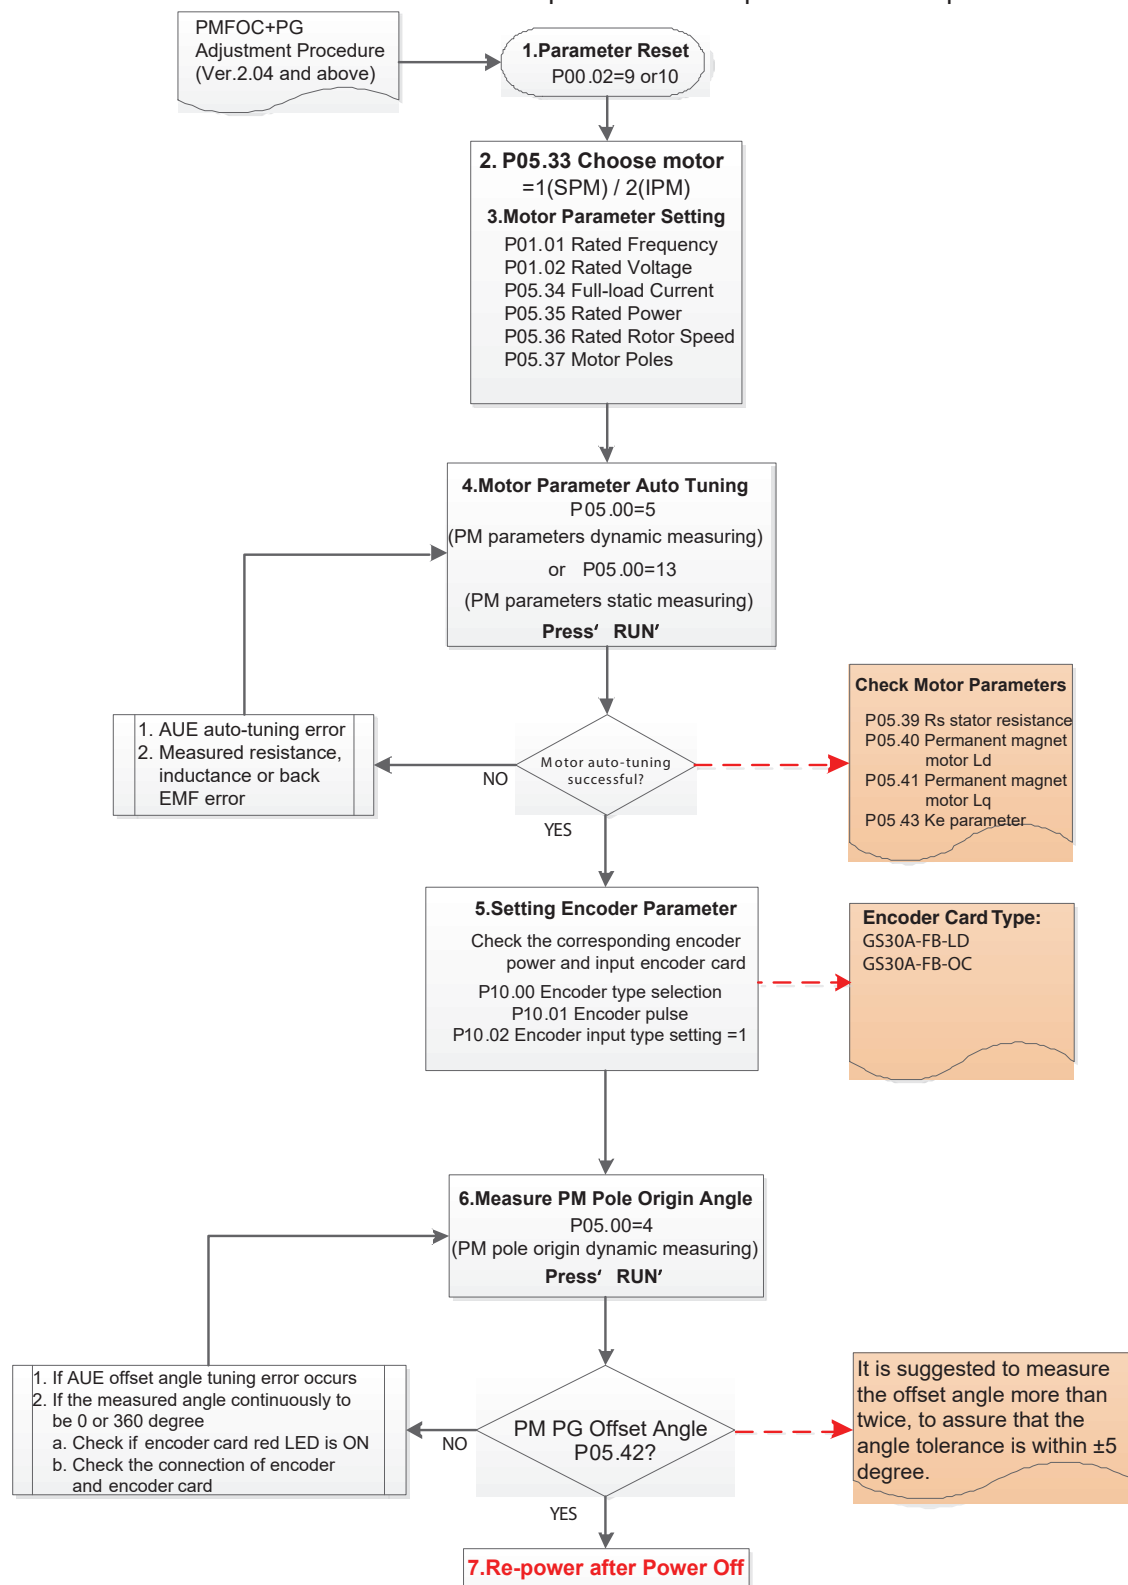 PMFOC+PG
Adjustment Procedure
(Ver.2.04 and above)
1.Parameter Reset
P00.02=9 or10
2. P05.33 Choose motor
=1(SPM) / 2(IPM)
3.Motor Parameter Setting
P01.01 Rated Frequency
P01.02 Rated Voltage
P05.34 Full-load Current
P05.35 Rated Power
P05.36 Rated Rotor Speed
P05.37 Motor Poles
4.Motor Parameter Auto Tuning
P05.00=5
(PM parameters dynamic measuring)
or P05.00=13
(PM parameters static measuring)
Press‘ RUN’
1. AUE auto-tuning error
2. Measured resistance,
inductance or back
EMF error
NO
Motor auto-tuning
successful?
YES
Check Motor Parameters
P05.39 Rs stator resistance
P05.40 Permanent magnet
motor Ld
P05.41 Permanent magnet
motor Lq
P05.43 Ke parameter
5.Setting Encoder Parameter
Check the corresponding encoder
power and input encoder card
P10.00 Encoder type selection
P10.01 Encoder pulse
P10.02 Encoder input type setting =1
Encoder Card Type:
GS30A-FB-LD
GS30A-FB-OC
6.Measure PM Pole Origin Angle
P05.00=4
(PM pole origin dynamic measuring)
Press‘ RUN’
1. If AUE offset angle tuning error occurs
2. If the measured angle continuously to
be 0 or 360 degree
a. Check if encoder card red LED is ON
b. Check the connection of encoder
and encoder card
NO
PM PG Offset Angle
P05.42?
YES
It is suggested to measure
the offset angle more than
twice, to assure that the
angle tolerance is within ±5
degree.
7.Re-power after Power Off